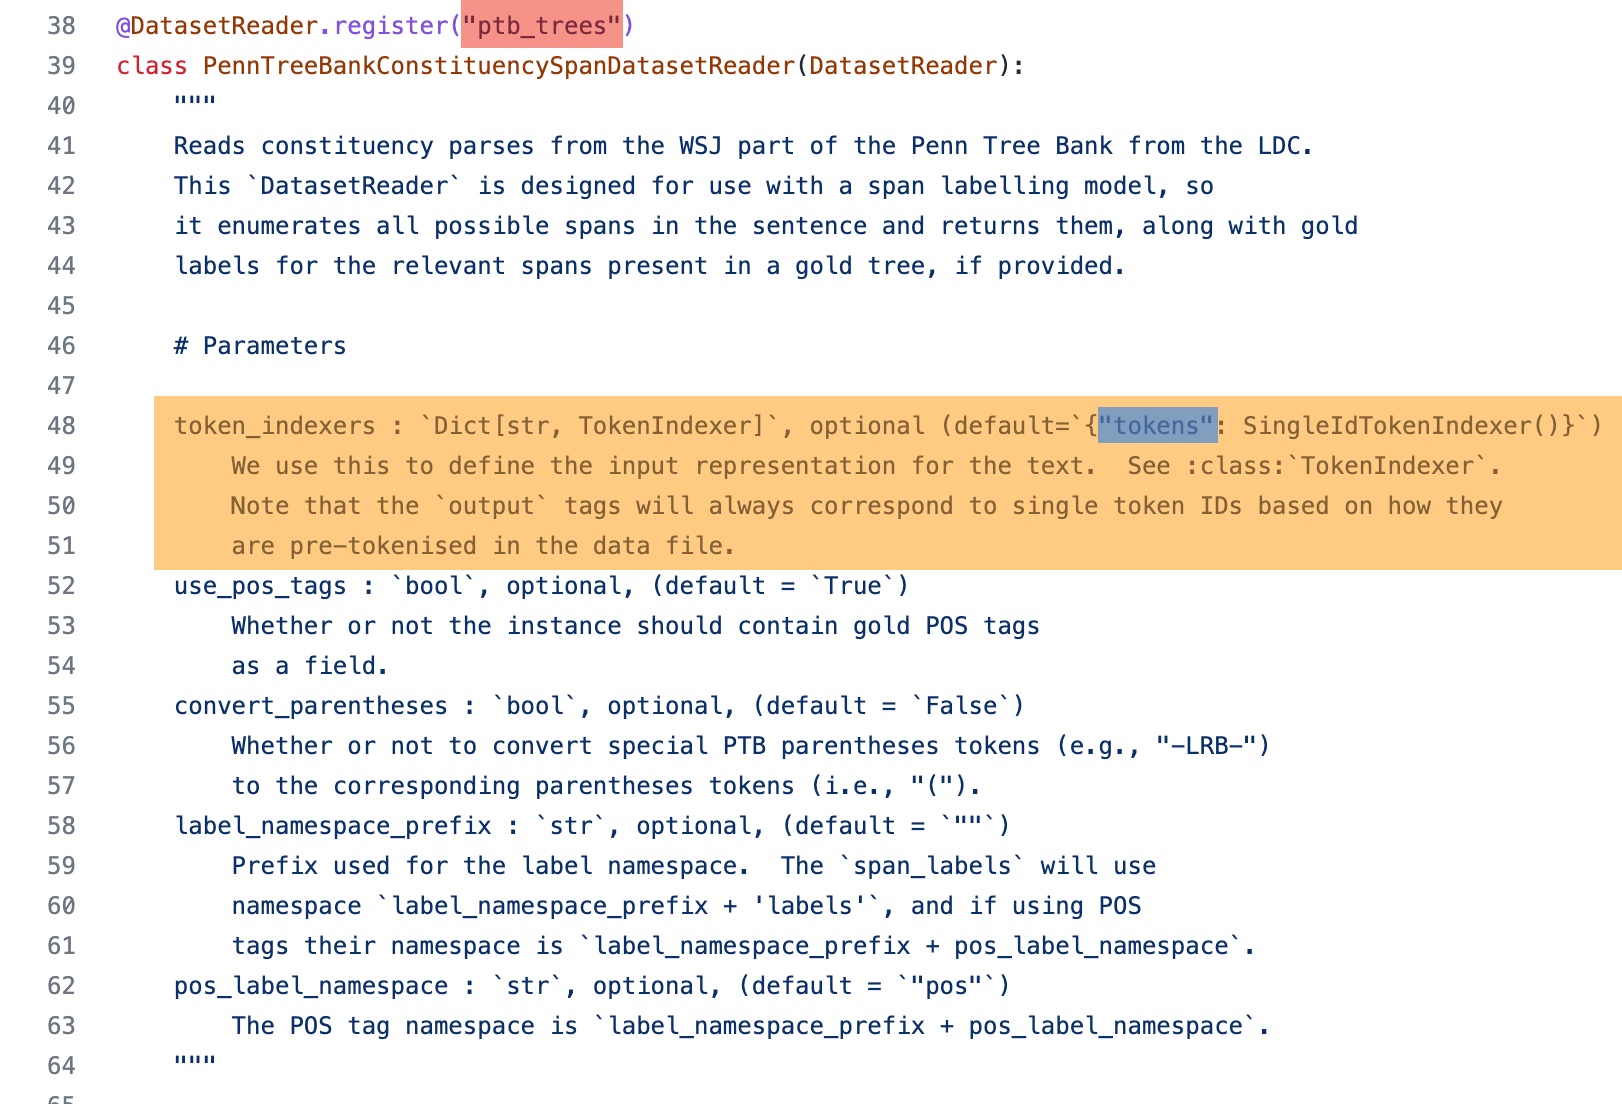 38 @DatasetReader.register("ptb_trees")
39 class PennTreeBankConstituencySpanDatasetReader(DatasetReader):
40     """
41     Reads constituency parses from the WSJ part of the Penn Tree Bank from the LDC.
42     This `DatasetReader` is designed for use with a span labelling model, so
43     it enumerates all possible spans in the sentence and returns them, along with gold
44     labels for the relevant spans present in a gold tree, if provided.
45
46     # Parameters
47
48     token_indexers : `Dict[str, TokenIndexer]`, optional (default=`{"tokens": SingleIdTokenIndexer()}`)
49         We use this to define the input representation for the text.  See :class:`TokenIndexer`.
50         Note that the `output` tags will always correspond to single token IDs based on how they
51         are pre-tokenised in the data file.
52     use_pos_tags : `bool`, optional, (default = `True`)
53         Whether or not the instance should contain gold POS tags
54         as a field.
55     convert_parentheses : `bool`, optional, (default = `False`)
56         Whether or not to convert special PTB parentheses tokens (e.g., "-LRB-")
57         to the corresponding parentheses tokens (i.e., "(").
58     label_namespace_prefix : `str`, optional, (default = `""`)
59         Prefix used for the label namespace.  The `span_labels` will use
60         namespace `label_namespace_prefix + 'labels'`, and if using POS
61         tags their namespace is `label_namespace_prefix + pos_label_namespace`.
62     pos_label_namespace : `str`, optional, (default = `"pos"`)
63         The POS tag namespace is `label_namespace_prefix + pos_label_namespace`.
64     """
65